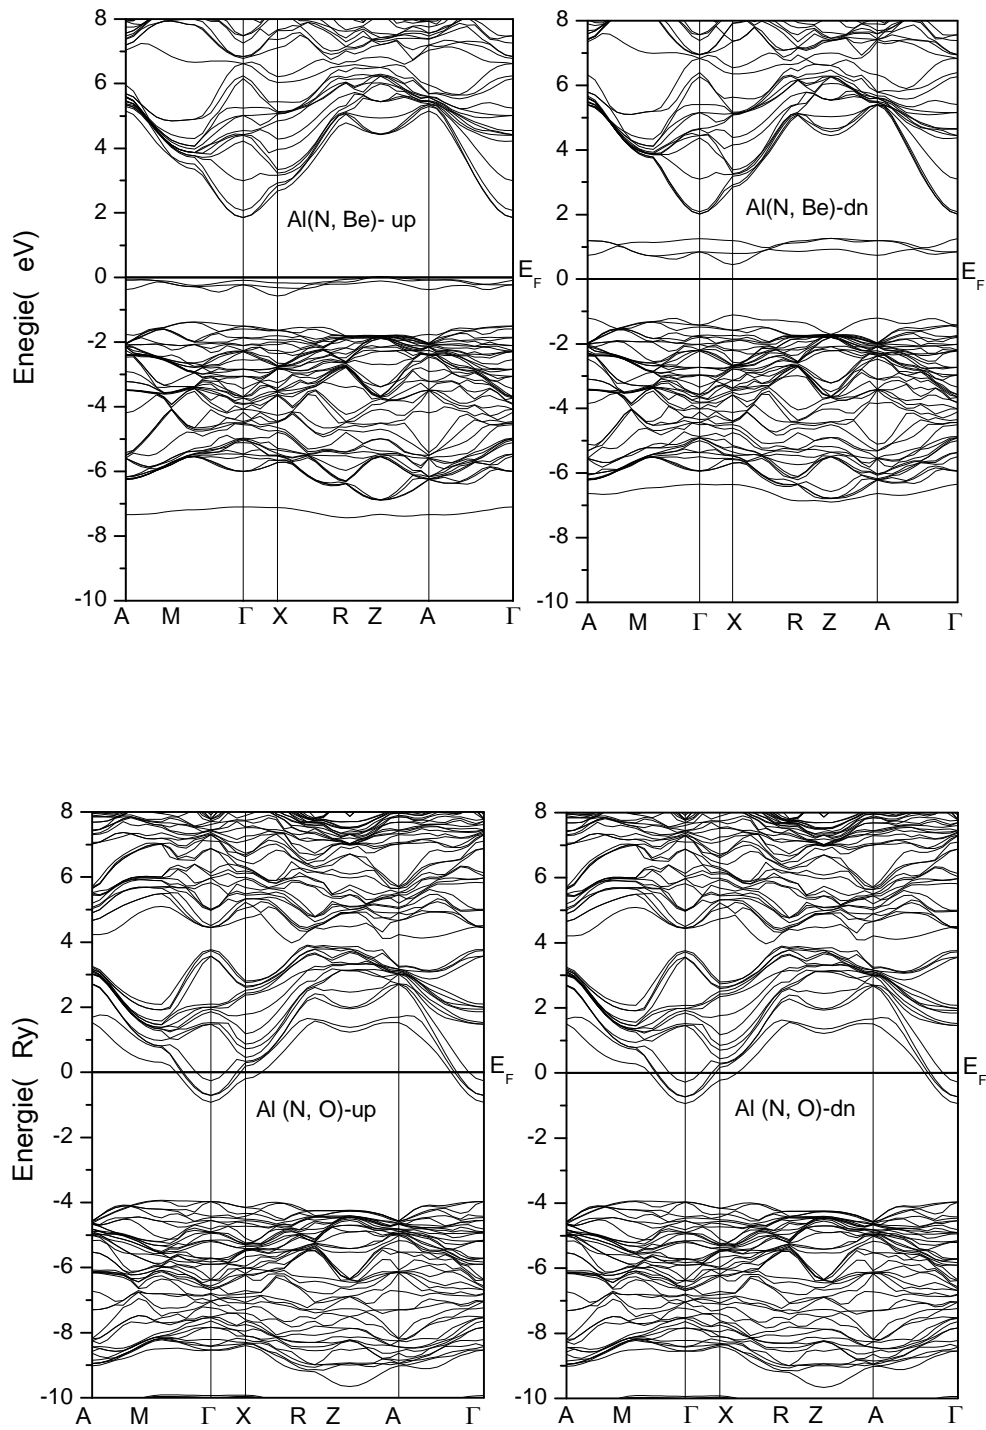 8 8
6 6
4 4
Al(N, Be)- up Al(N, Be)-dn
2 2
Enegie( eV)
0 E_F 0 E_F
-2 -2
-4 -4
-6 -6
-8 -8
-10 -10
A M Γ X R Z A Γ A M Γ X R Z A Γ
8 8
6 6
4 4
2 2
Energie( Ry)
0 E_F 0 E_F
Al (N, O)-up Al (N, O)-dn
-2 -2
-4 -4
-6 -6
-8 -8
-10 -10
A M Γ X R Z A Γ A M Γ X R Z A Γ